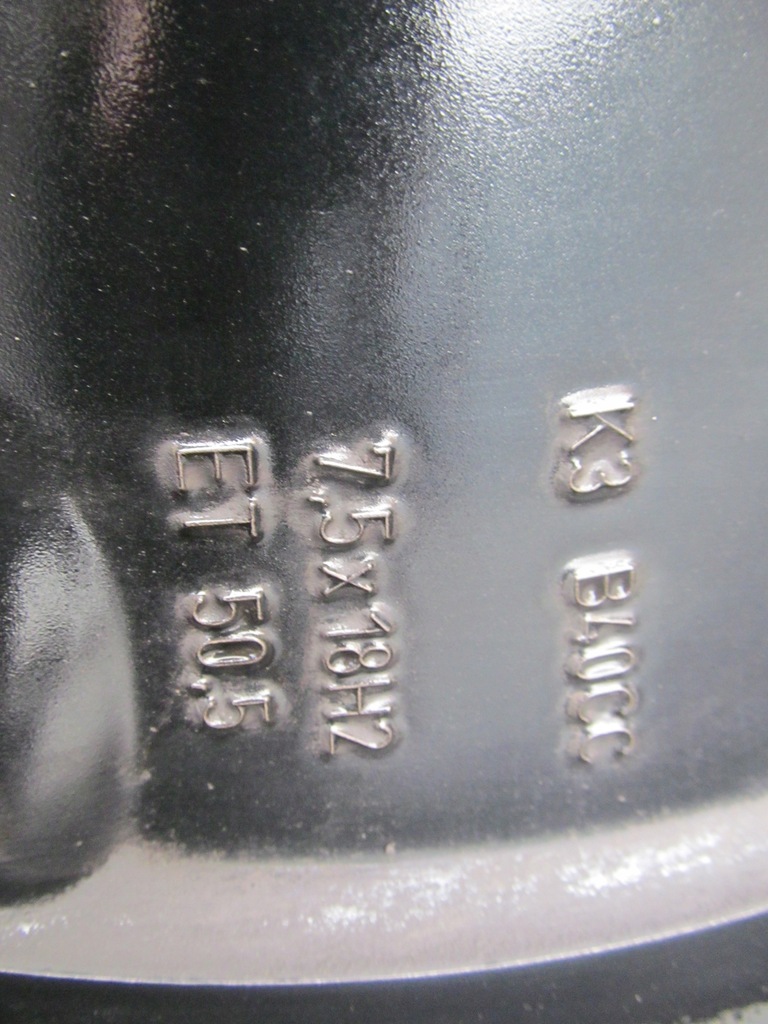 K3 B40CC
7,5x18H2
ET 50,5